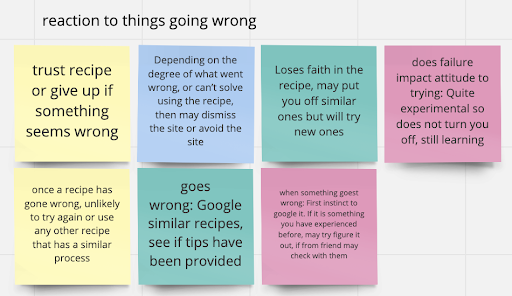 reaction to things going wrong
trust recipe
or give up if
something
seems wrong
Depending on the
degree of what went
wrong, or can't solve
using the recipe,
then may dismiss
the site or avoid the
site
Loses faith in the
recipe, may put
you off similar
ones but will try
new ones
does failure
impact attitude to
trying: Quite
experimental so
does not turn you
off, still learning
once a recipe has
gone wrong, unlikely
to try again or use
any other recipe
that has a similar
process
goes
wrong: Google
similar recipes,
see if tips have
been provided
when something goest
wrong: First instinct to
google it. If it is something
you have experienced
before, may try figure it
out, if from friend may
check with them